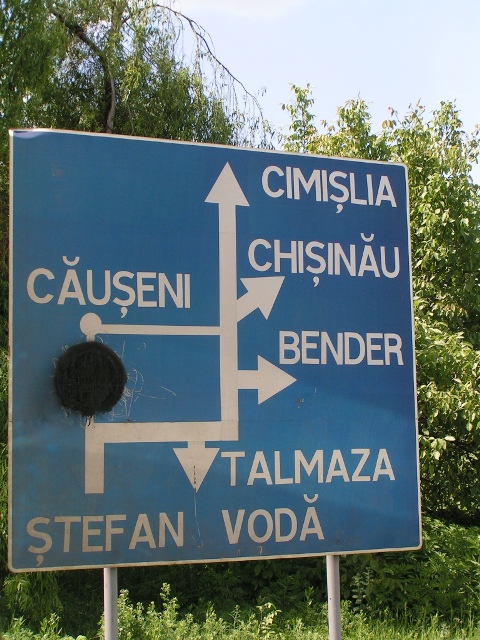 CIMIȘLIA
CHIȘINĂU
CĂUȘENI
BENDER
TALMAZA
ȘTEFAN VODĂ